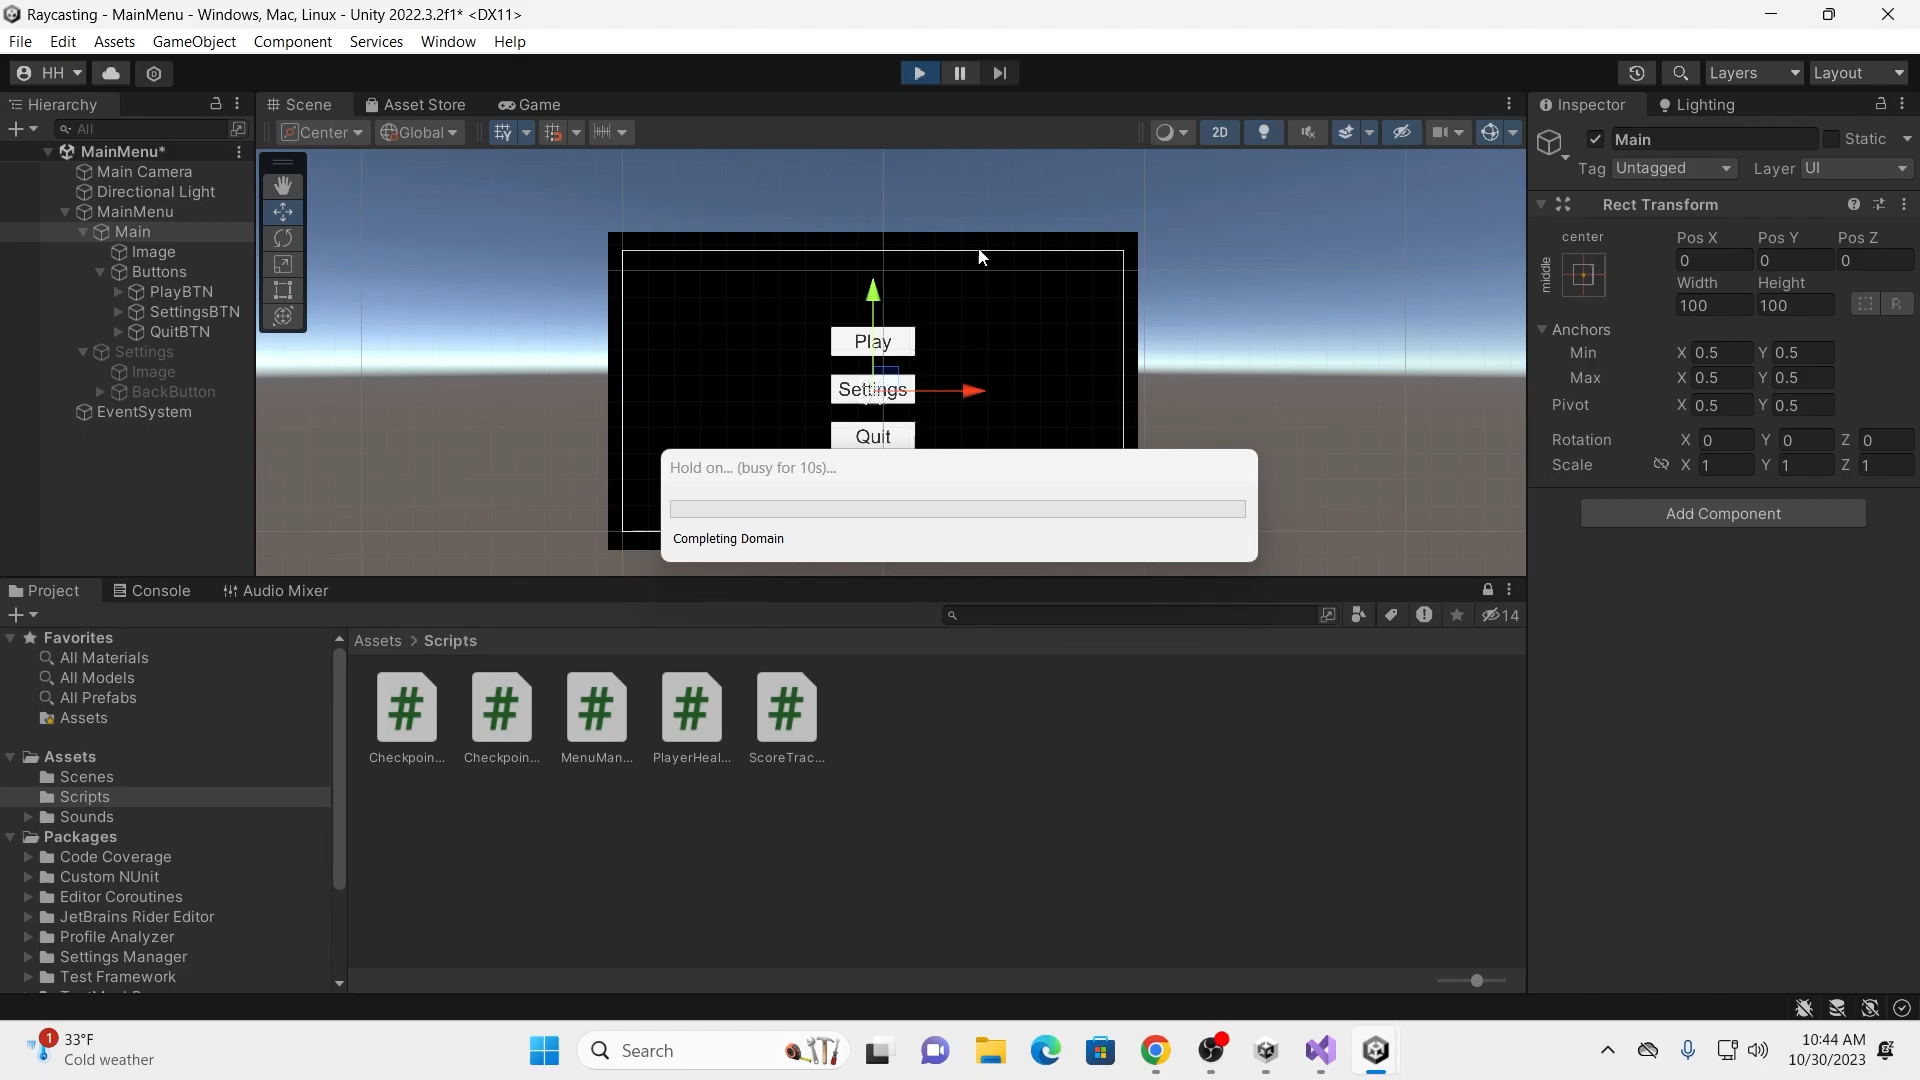 Raycasting - MainMenu - Windows, Mac, Linux - Unity 2022.3.2f1* <DX11>
File Edit Assets GameObject Component Services Window Help
HH Layers Layout
Hierarchy
All
MainMenu*
Main Camera
Directional Light
MainMenu
Main
Image
Buttons
PlayBTN
SettingsBTN
QuitBTN
Settings
Image
BackButton
EventSystem
Scene Asset Store Game
Center Global 2D
Play
Settings
Quit
Hold on... (busy for 10s)...
Completing Domain
Inspector Lighting
Main Static
Tag Untagged Layer UI
Rect Transform
center Pos X Pos Y Pos Z
middle 0 0 0
Width Height
100 100 R
Anchors
Min X 0.5 Y 0.5
Max X 0.5 Y 0.5
Pivot X 0.5 Y 0.5
Rotation X 0 Y 0 Z 0
Scale X 1 Y 1 Z 1
Add Component
Project Console Audio Mixer
14
Favorites
All Materials
All Models
All Prefabs
Assets
Assets
Scenes
Scripts
Sounds
Packages
Code Coverage
Custom NUnit
Editor Coroutines
JetBrains Rider Editor
Profile Analyzer
Settings Manager
Test Framework
Assets > Scripts
Checkpoin... Checkpoin... MenuMan... PlayerHeal... ScoreTrac...
1 33°F
Cold weather
Search
10:44 AM
10/30/2023